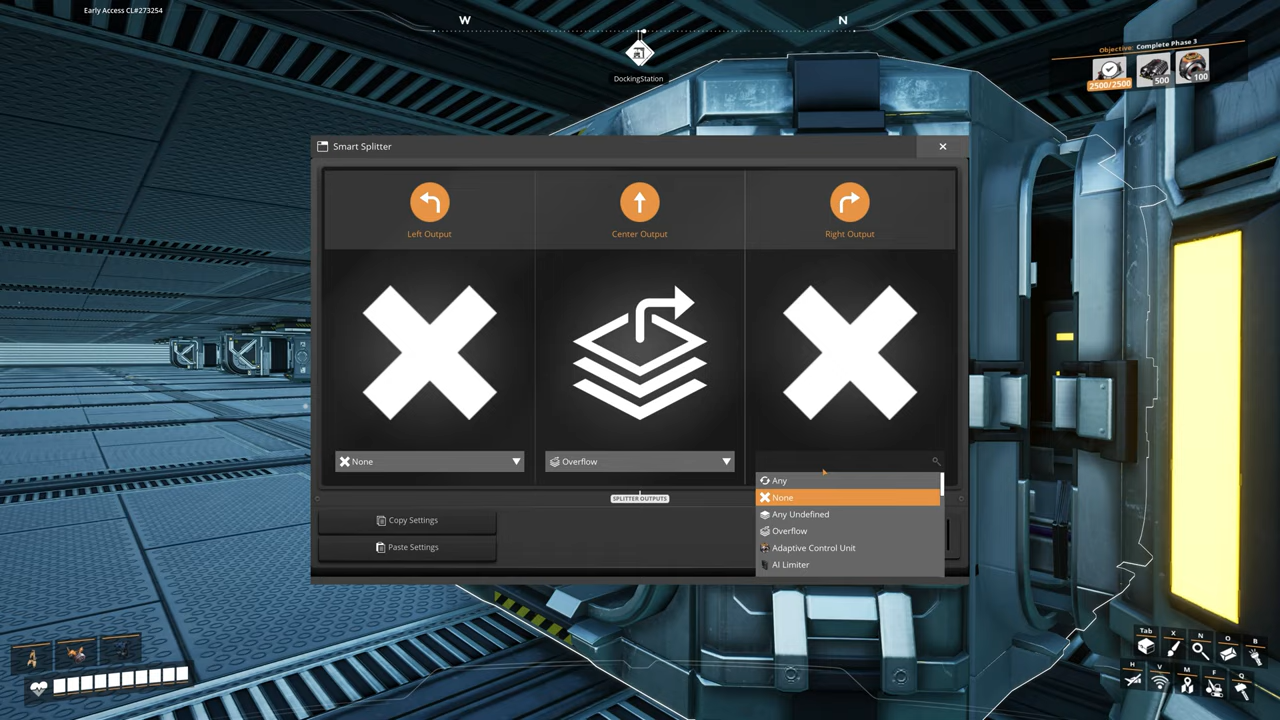 Early Access CL#273254
W
N
DockingStation
Objective: Complete Phase 3
2500/2500
500
100
Smart Splitter
Left Output
Center Output
Right Output
None
Overflow
Any
None
Any Undefined
Overflow
Adaptive Control Unit
AI Limiter
SPLITTER OUTPUTS
Copy Settings
Paste Settings
Tab
X
N
O
B
H
V
M
F
Q